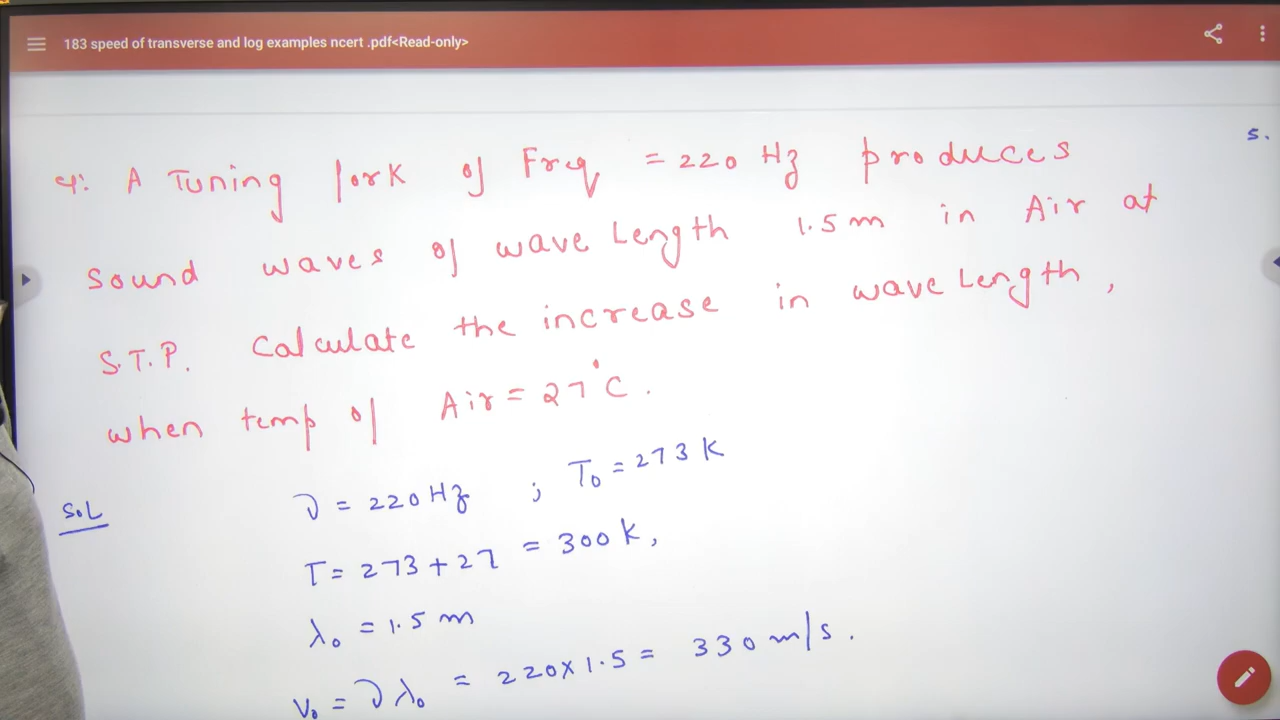 183 speed of transverse and log examples ncert .pdf<Read-only>
5.
4: A Tuning fork of Freq = 220 Hz produces
sound waves of wave Length 1.5 m in Air at
S.T.P. Calculate the increase in wave Length,
when temp of Air = 27°C.
Sol
ν = 220 Hz ; T₀ = 273 K
T = 273 + 27 = 300 K,
λ₀ = 1.5 m
V₀ = ν λ₀ = 220 × 1.5 = 330 m/s.